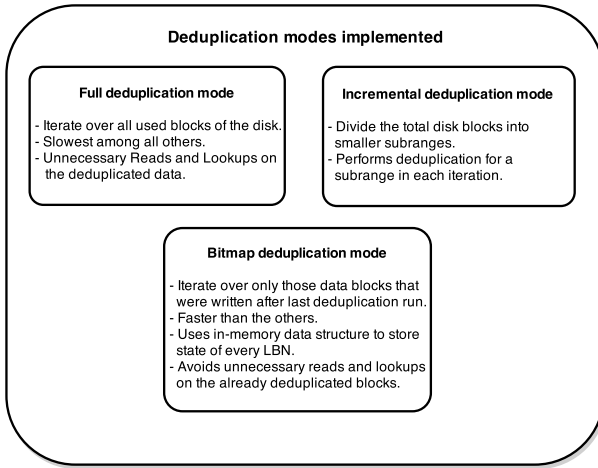 Deduplication modes implemented
Full deduplication mode
- Iterate over all used blocks of the disk.
- Slowest among all others.
- Unnecessary Reads and Lookups on
the deduplicated data.
Incremental deduplication mode
- Divide the total disk blocks into
smaller subranges.
- Performs deduplication for a
subrange in each iteration.
Bitmap deduplication mode
- Iterate over only those data blocks that
were written after last deduplication run.
- Faster than the others.
- Uses in-memory data structure to store
state of every LBN.
- Avoids unnecessary reads and lookups
on the already deduplicated blocks.